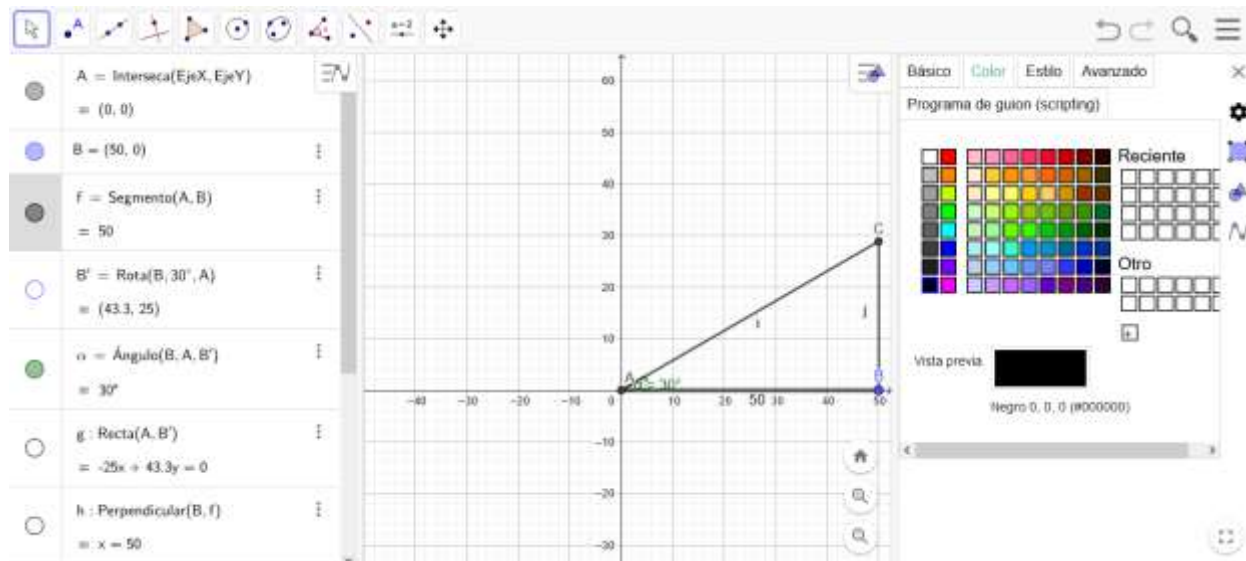 A = Interseca(EjeX, EjeY)
= (0, 0)
B = (50, 0)
f = Segmento(A, B)
= 50
B' = Rota(B, 30°, A)
= (43.3, 25)
α = Ángulo(B, A, B')
= 30°
g : Recta(A, B')
= -25x + 43.3y = 0
h : Perpendicular(B, f)
= x = 50
60
50
40
30
20
10
0
-10
-20
-30
-40
-30
-20
-10
10
20
30
40
50
A
B
C
i
j
50
α = 30°
Básico Color Estilo Avanzado
Programa de guion (scripting)
Reciente
Otro
Vista previa
Negro 0, 0, 0 (#000000)